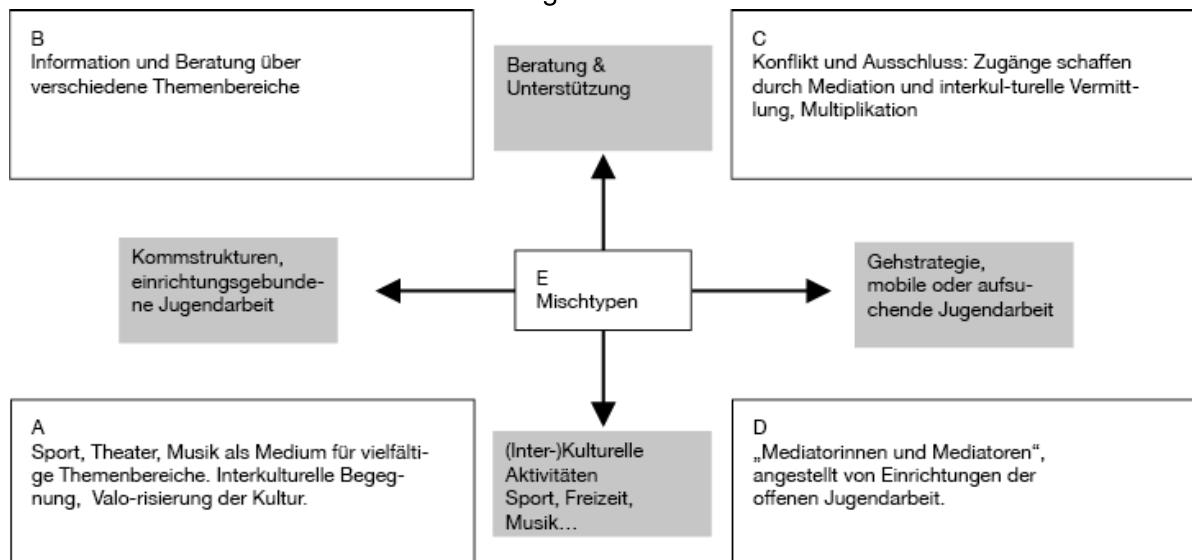 g
B
Information und Beratung über
verschiedene Themenbereiche
Beratung &
Unterstützung
C
Konflikt und Ausschluss: Zugänge schaffen
durch Mediation und interkul-turelle Vermitt-
lung, Multiplikation
Kommstrukturen,
einrichtungsgebunde-
ne Jugendarbeit
E
Mischtypen
Gehstrategie,
mobile oder aufsu-
chende Jugendarbeit
A
Sport, Theater, Musik als Medium für vielfälti-
ge Themenbereiche. Interkulturelle Begeg-
nung, Valo-risierung der Kultur.
(Inter-)Kulturelle
Aktivitäten
Sport, Freizeit,
Musik...
D
„Mediatorinnen und Mediatoren“,
angestellt von Einrichtungen der
offenen Jugendarbeit.